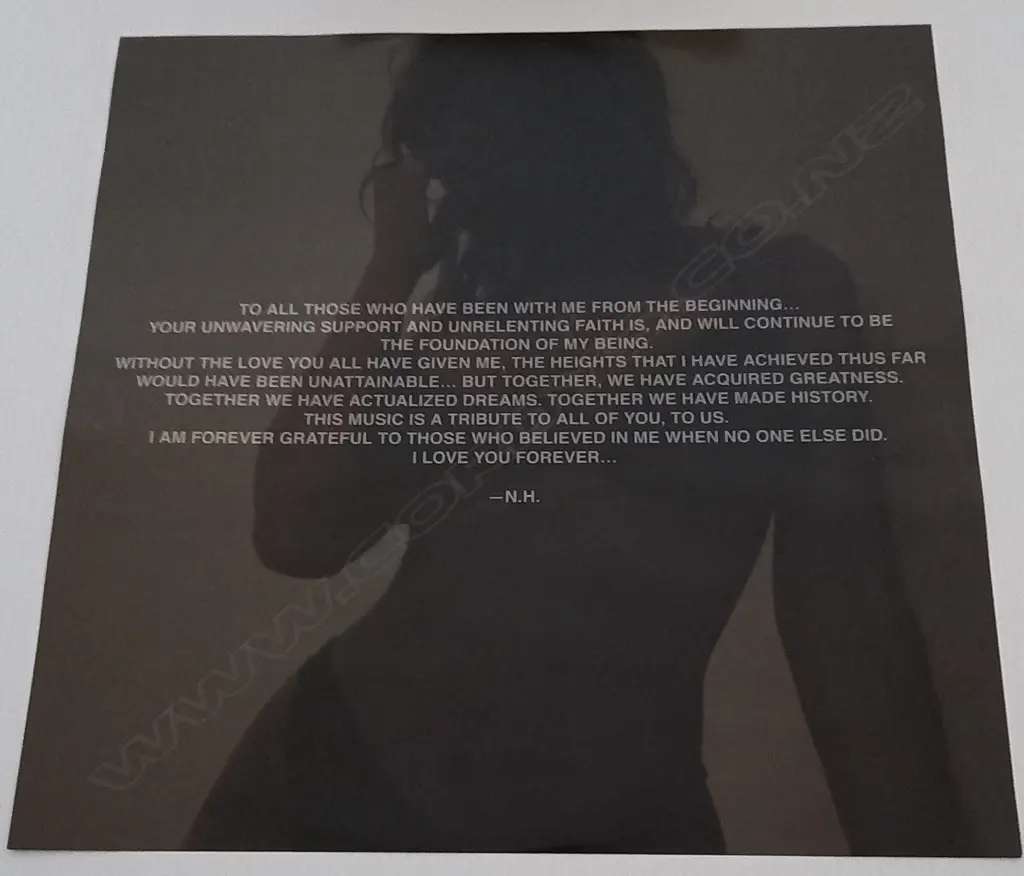 TO ALL THOSE WHO HAVE BEEN WITH ME FROM THE BEGINNING...
YOUR UNWAVERING SUPPORT AND UNRELENTING FAITH IS, AND WILL CONTINUE TO BE
THE FOUNDATION OF MY BEING.
WITHOUT THE LOVE YOU ALL HAVE GIVEN ME, THE HEIGHTS THAT I HAVE ACHIEVED THUS FAR
WOULD HAVE BEEN UNATTAINABLE... BUT TOGETHER, WE HAVE ACQUIRED GREATNESS.
TOGETHER WE HAVE ACTUALIZED DREAMS. TOGETHER WE HAVE MADE HISTORY.
THIS MUSIC IS A TRIBUTE TO ALL OF YOU, TO US.
I AM FOREVER GRATEFUL TO THOSE WHO BELIEVED IN ME WHEN NO ONE ELSE DID.
I LOVE YOU FOREVER...
—N.H.